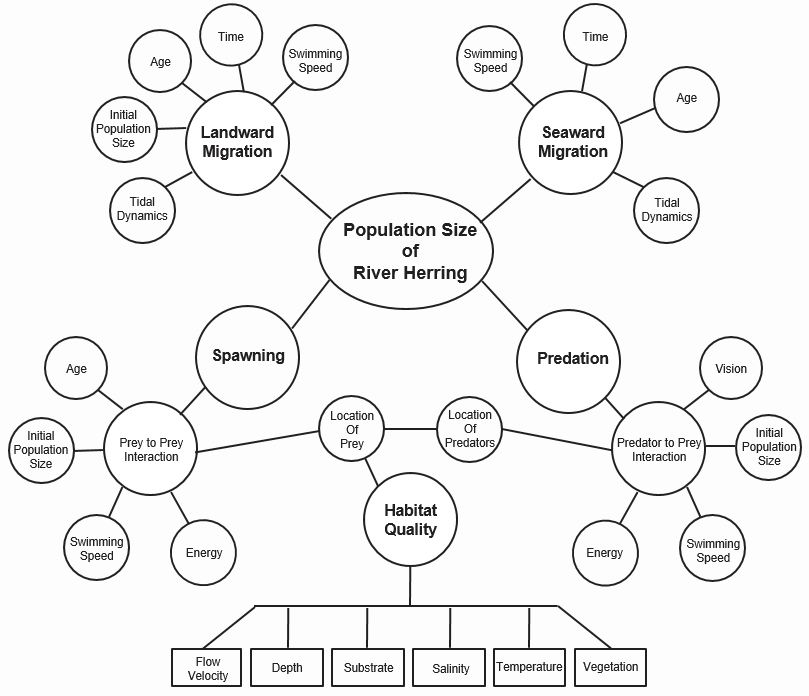 Time
Time
Age
Swimming
Speed
Swimming
Speed
Age
Initial
Population
Size
Landward
Migration
Seaward
Migration
Tidal
Dynamics
Tidal
Dynamics
Population Size
of
River Herring
Spawning
Predation
Age
Vision
Initial
Population
Size
Prey to Prey
Interaction
Location
Of
Prey
Location
Of
Predators
Predator to Prey
Interaction
Initial
Population
Size
Swimming
Speed
Energy
Habitat
Quality
Energy
Swimming
Speed
Flow
Velocity
Depth
Substrate
Salinity
Temperature
Vegetation